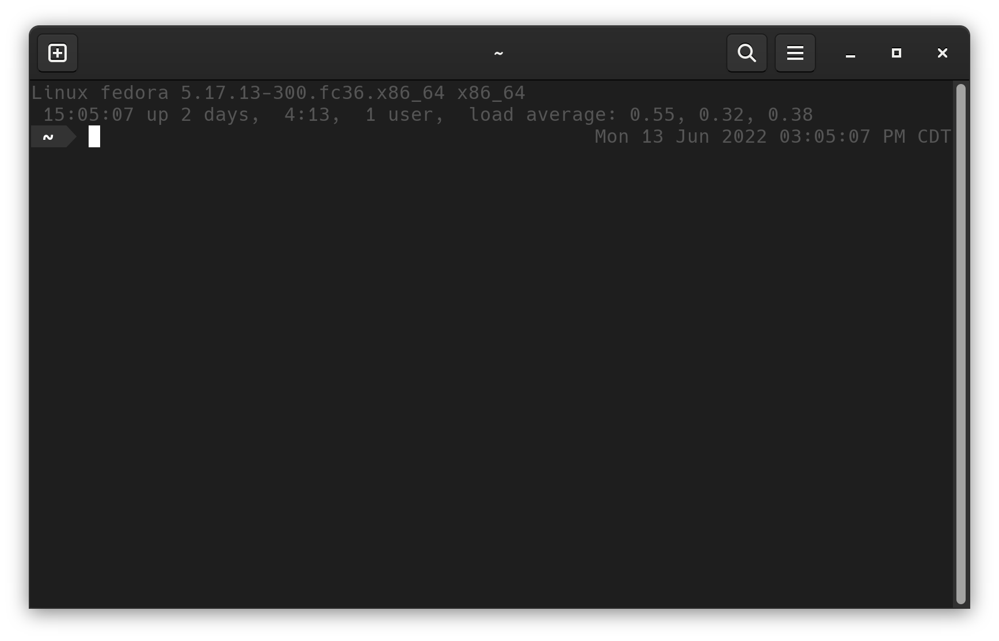 ~
Linux fedora 5.17.13-300.fc36.x86_64 x86_64
 15:05:07 up 2 days,  4:13,  1 user,  load average: 0.55, 0.32, 0.38
~ Mon 13 Jun 2022 03:05:07 PM CDT